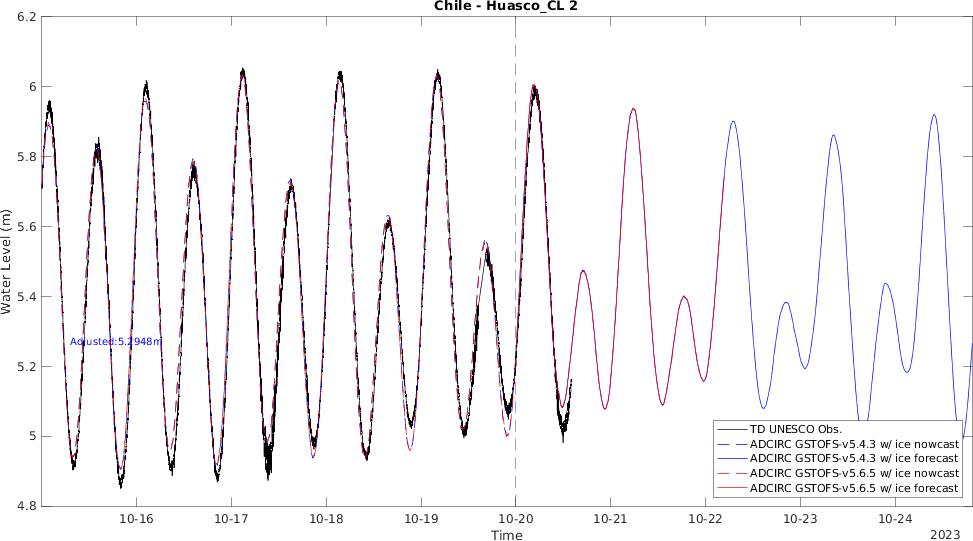 Chile - Huasco_CL 2
6.2
6
5.8
5.6
5.4
5.2
5
4.8
Water Level (m)
Adjusted:5.2948m
TD UNESCO Obs.
ADCIRC GSTOFS-v5.4.3 w/ ice nowcast
ADCIRC GSTOFS-v5.4.3 w/ ice forecast
ADCIRC GSTOFS-v5.6.5 w/ ice nowcast
ADCIRC GSTOFS-v5.6.5 w/ ice forecast
10-16 10-17 10-18 10-19 10-20 10-21 10-22 10-23 10-24
Time
2023